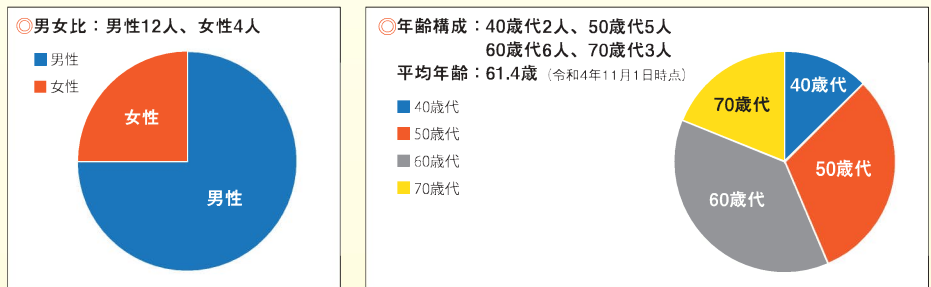 ◎男女比：男性12人、女性4人
男性
女性
女性
男性
◎年齢構成：40歳代2人、50歳代5人
60歳代6人、70歳代3人
平均年齢：61.4歳（令和4年11月1日時点）
40歳代
50歳代
60歳代
70歳代
70歳代
40歳代
50歳代
60歳代